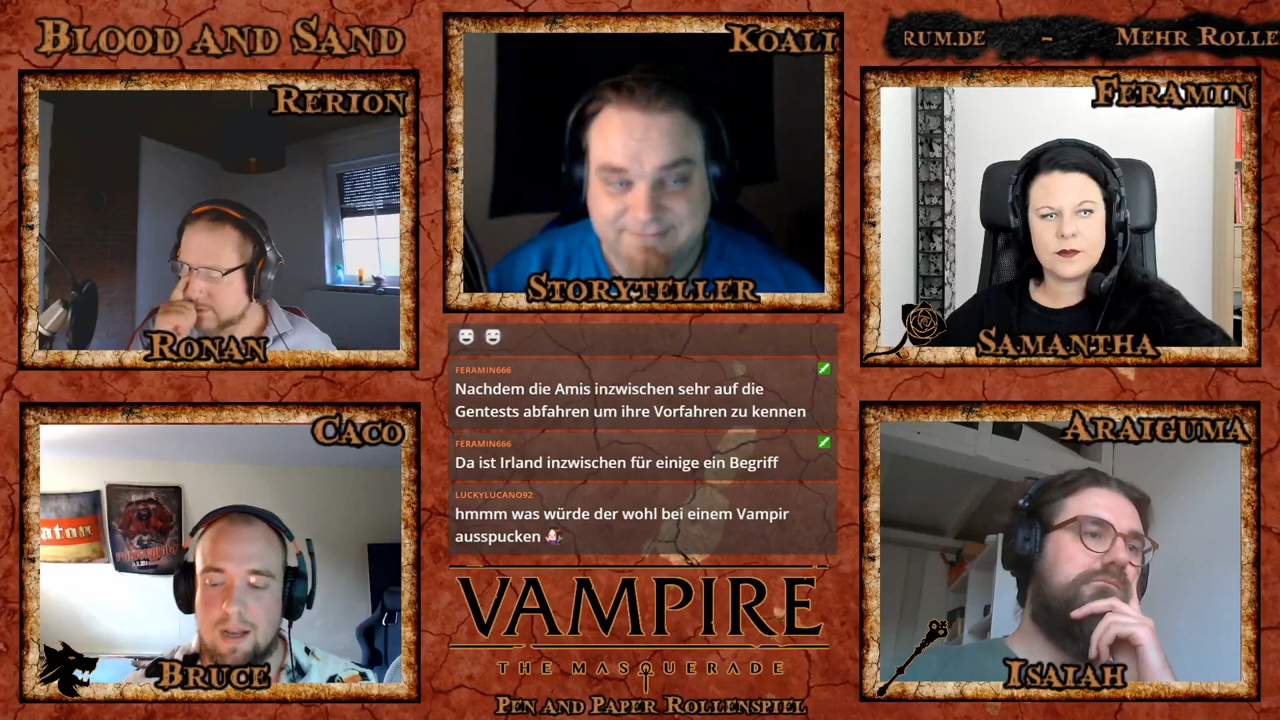 BLOOD AND SAND
KOALI
RUM.DE - MEHR ROLLE
RERION
FERAMIN
STORYTELLER
RONAN
SAMANTHA
FERAMIN666
Nachdem die Amis inzwischen sehr auf die
Gentests abfahren um ihre Vorfahren zu kennen
FERAMIN666
Da ist Irland inzwischen für einige ein Begriff
LUCKYLUCANO92
hmmm was würde der wohl bei einem Vampir
ausspucken
CACO
ARAIGUMA
BRUCE
ISAIAH
VAMPIRE
THE MASQUERADE
PEN AND PAPER ROLLENSPIEL